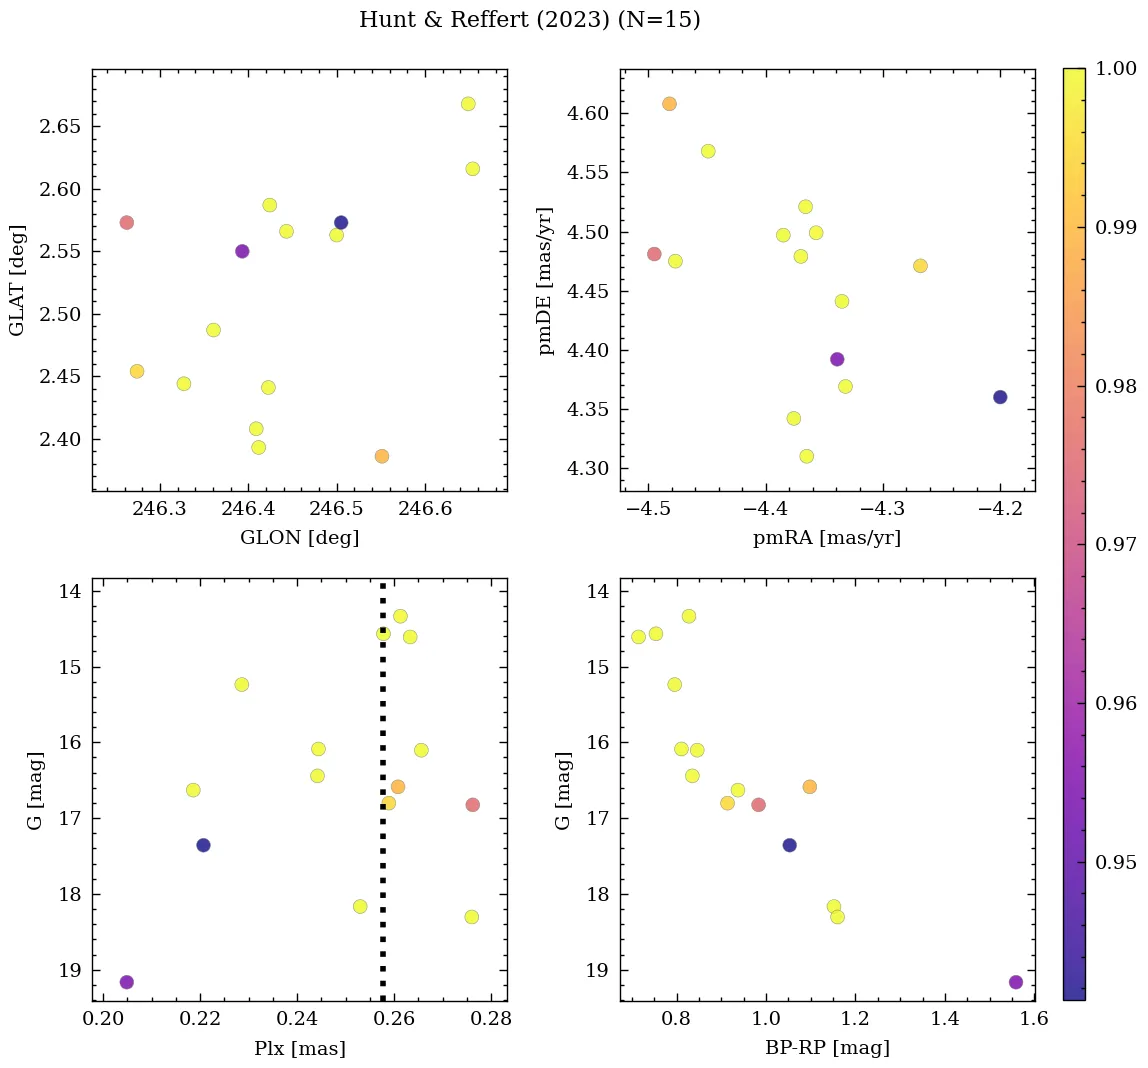 Hunt & Reffert (2023) (N=15)
2.65
2.60
2.55
2.50
2.45
2.40
GLAT [deg]
246.3 246.4 246.5 246.6
GLON [deg]
4.60
4.55
4.50
4.45
4.40
4.35
4.30
pmDE [mas/yr]
−4.5 −4.4 −4.3 −4.2
pmRA [mas/yr]
14
15
16
17
18
19
G [mag]
0.20 0.22 0.24 0.26 0.28
Plx [mas]
14
15
16
17
18
19
G [mag]
0.8 1.0 1.2 1.4 1.6
BP-RP [mag]
1.00
0.99
0.98
0.97
0.96
0.95